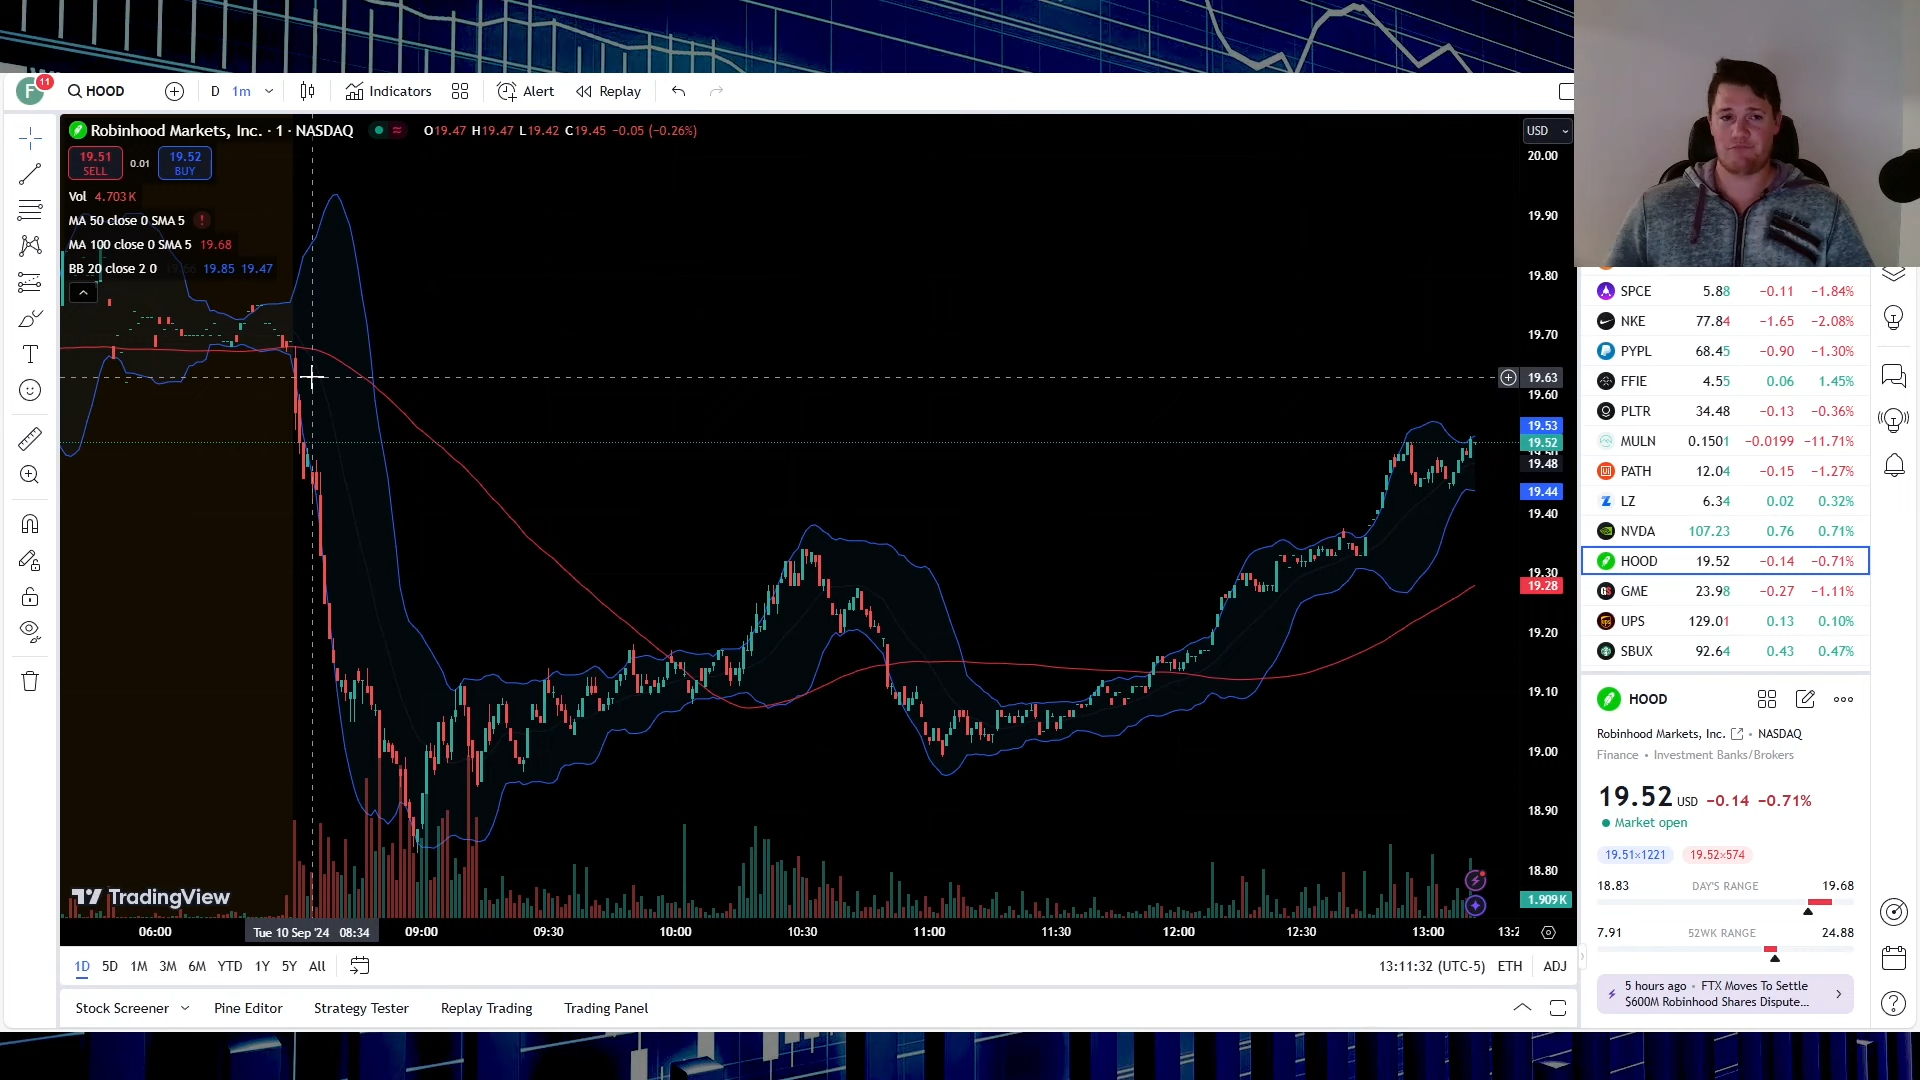 F 11 HOOD D 1m Indicators Alert Replay
Robinhood Markets, Inc. · 1 · NASDAQ O19.47 H19.47 L19.42 C19.45 −0.05 (−0.26%)
USD
19.51 SELL 0.01 19.52 BUY
Vol 4.703 K
MA 50 close 0 SMA 5 !
MA 100 close 0 SMA 5 19.68
BB 20 close 2 0 19.66 19.85 19.47
20.00
19.90
19.80
19.70
19.63
19.60
19.53
19.52
19.48
19.44
19.40
19.30
19.28
19.20
19.10
19.00
18.90
18.80
1.909 K
TradingView
06:00 Tue 10 Sep '24 08:34 09:00 09:30 10:00 10:30 11:00 11:30 12:00 12:30 13:00 13:2
1D 5D 1M 3M 6M YTD 1Y 5Y All 13:11:32 (UTC-5) ETH ADJ
Stock Screener Pine Editor Strategy Tester Replay Trading Trading Panel
SPCE 5.88 −0.11 −1.84%
NKE 77.84 −1.65 −2.08%
PYPL 68.45 −0.90 −1.30%
FFIE 4.55 0.06 1.45%
PLTR 34.48 −0.13 −0.36%
MULN 0.1501 −0.0199 −11.71%
PATH 12.04 −0.15 −1.27%
LZ 6.34 0.02 0.32%
NVDA 107.23 0.76 0.71%
HOOD 19.52 −0.14 −0.71%
GME 23.98 −0.27 −1.11%
UPS 129.01 0.13 0.10%
SBUX 92.64 0.43 0.47%
HOOD
Robinhood Markets, Inc. • NASDAQ
Finance • Investment Banks/Brokers
19.52 USD −0.14 −0.71%
Market open
19.51×1221 19.52×574
18.83 DAY'S RANGE 19.68
7.91 52WK RANGE 24.88
5 hours ago • FTX Moves To Settle
$600M Robinhood Shares Dispute…